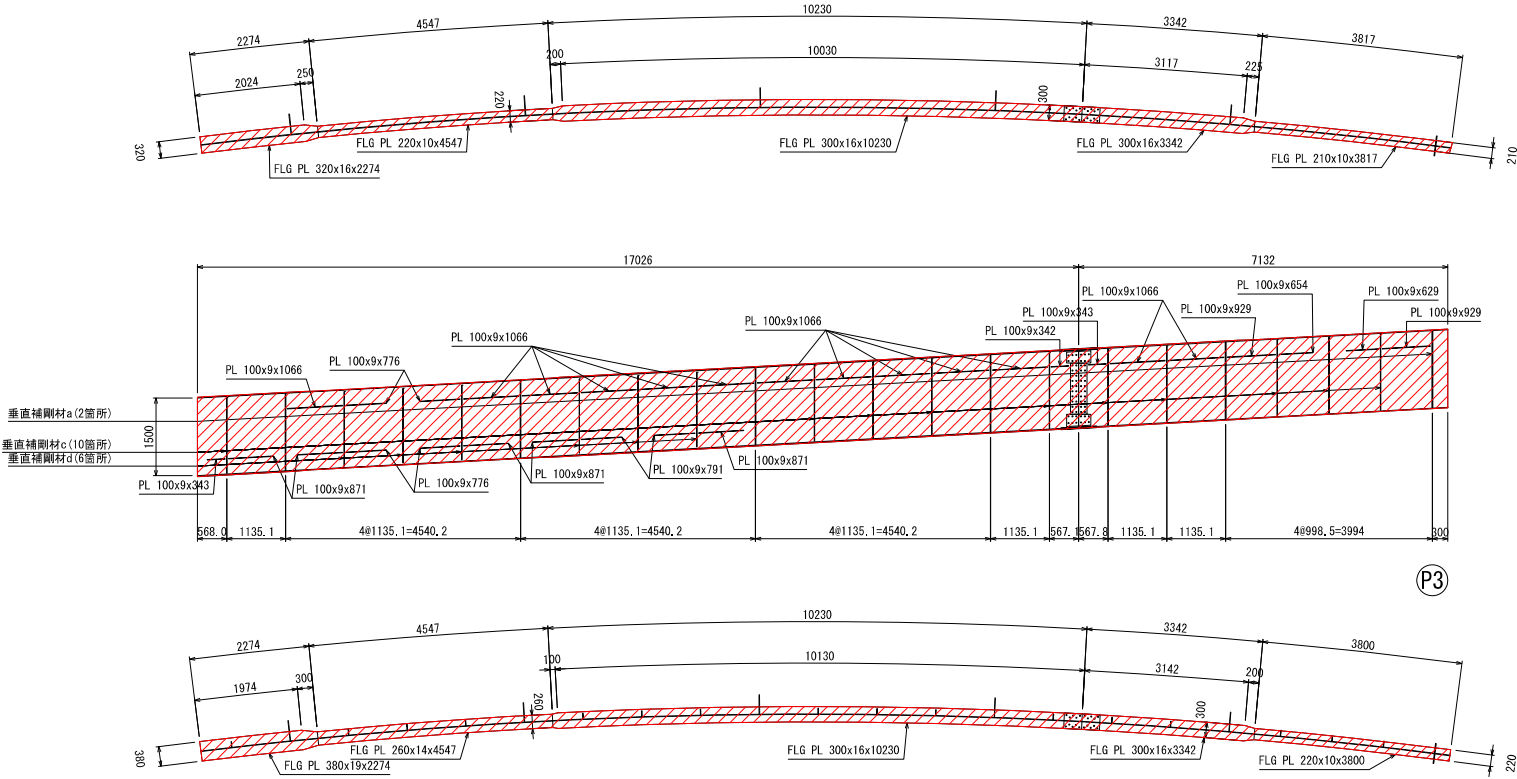 10230
4547
3342
2274
3817
200
10030
2024
250
3117
225
220
300
320
210
FLG PL 220x10x4547
FLG PL 300x16x10230
FLG PL 300x16x3342
FLG PL 320x16x2274
FLG PL 210x10x3817
17026
7132
PL 100x9x1066
PL 100x9x654
PL 100x9x629
PL 100x9x343
PL 100x9x929
PL 100x9x929
PL 100x9x1066
PL 100x9x342
PL 100x9x1066
PL 100x9x776
PL 100x9x1066
垂直補剛材a(2箇所)
1500
垂直補剛材c(10箇所)
垂直補剛材d(6箇所)
PL 100x9x343
PL 100x9x871
PL 100x9x776
PL 100x9x871
PL 100x9x791
PL 100x9x871
568.0
1135.1
4@1135.1=4540.2
4@1135.1=4540.2
4@1135.1=4540.2
1135.1
567.1
567.8
1135.1
1135.1
4@998.5=3994
300
P3
10230
4547
3342
2274
3800
100
10130
1974
300
3142
200
260
300
380
220
FLG PL 260x14x4547
FLG PL 300x16x10230
FLG PL 300x16x3342
FLG PL 380x19x2274
FLG PL 220x10x3800